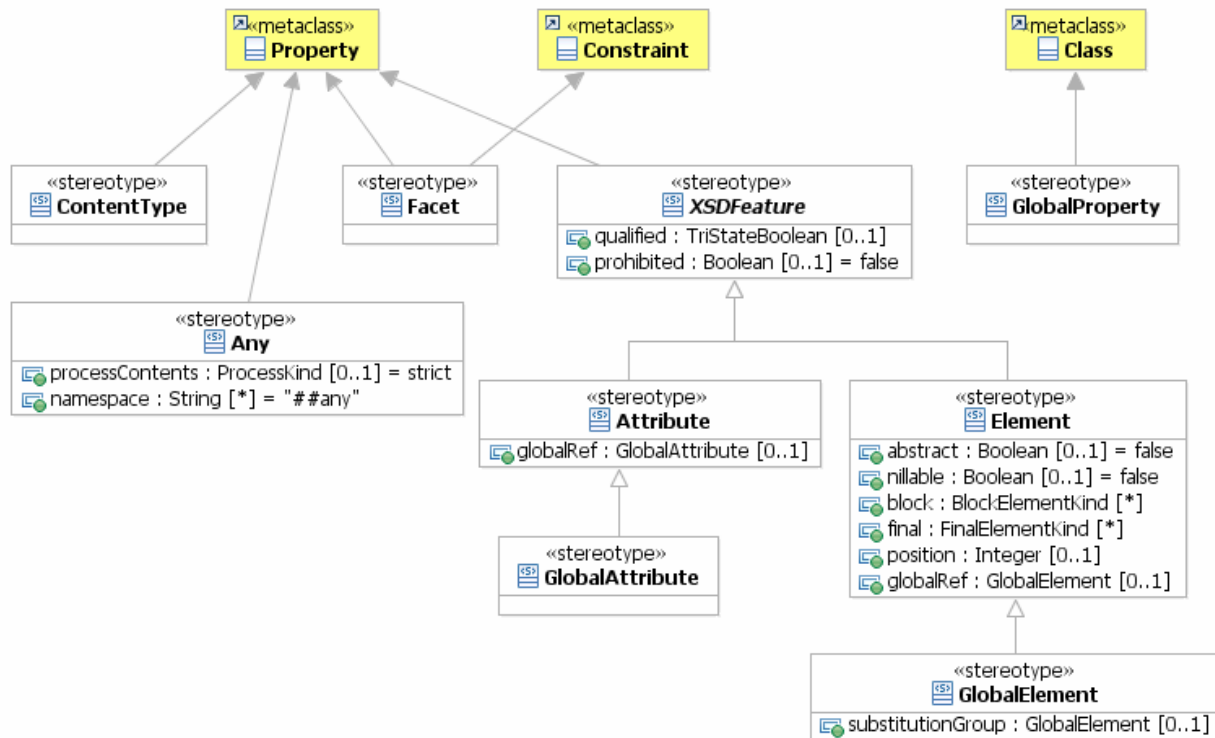 «metaclass»
Property
«metaclass»
Constraint
«metaclass»
Class
«stereotype»
ContentType
«stereotype»
Facet
«stereotype»
XSDFeature
qualified : TriStateBoolean [0..1]
prohibited : Boolean [0..1] = false
«stereotype»
GlobalProperty
«stereotype»
Any
processContents : ProcessKind [0..1] = strict
namespace : String [*] = "##any"
«stereotype»
Attribute
globalRef : GlobalAttribute [0..1]
«stereotype»
Element
abstract : Boolean [0..1] = false
nillable : Boolean [0..1] = false
block : BlockElementKind [*]
final : FinalElementKind [*]
position : Integer [0..1]
globalRef : GlobalElement [0..1]
«stereotype»
GlobalAttribute
«stereotype»
GlobalElement
substitutionGroup : GlobalElement [0..1]